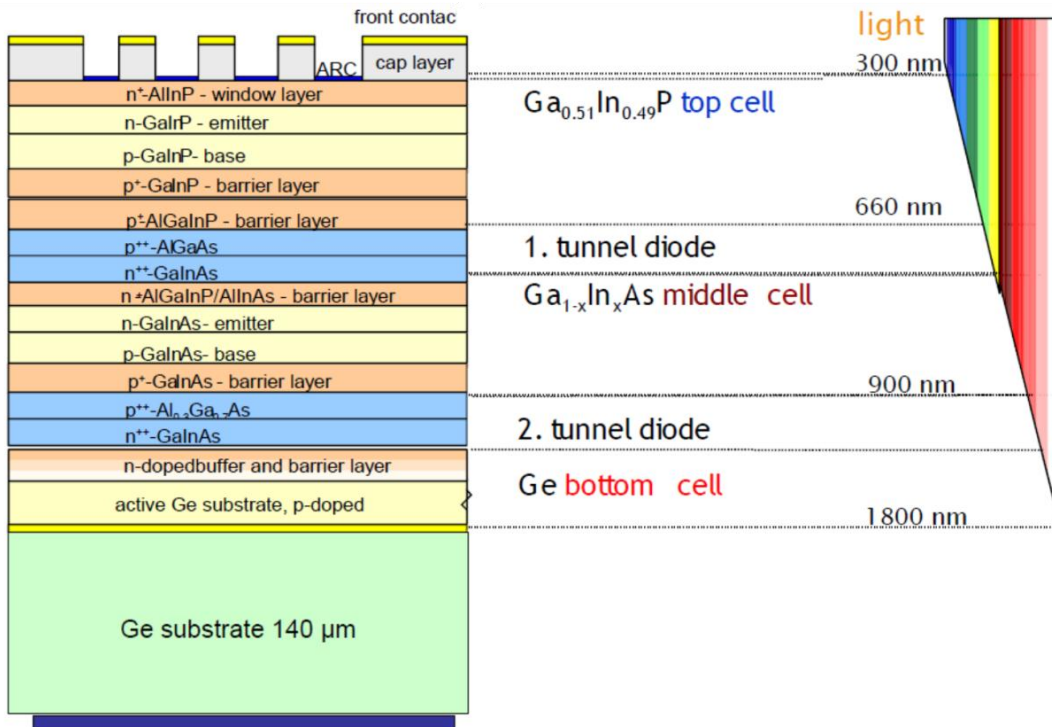 front contac
light
ARC
cap layer
300 nm
n⁺-AlInP - window layer
Ga₀.₅₁In₀.₄₉P top cell
n-GaInP - emitter
p-GaInP- base
p⁺-GaInP - barrier layer
660 nm
p⁺-AlGaInP - barrier layer
1. tunnel diode
p⁺⁺-AlGaAs
n⁺⁺-GaInAs
n⁺-AlGaInP/AlInAs - barrier layer
Ga₁₋ₓInₓAs middle cell
n-GaInAs- emitter
p-GaInAs- base
p⁺-GaInAs - barrier layer
900 nm
p⁺⁺-Al₀.₃Ga₀.₇As
2. tunnel diode
n⁺⁺-GaInAs
n-dopedbuffer and barrier layer
Ge bottom cell
active Ge substrate, p-doped
1800 nm
Ge substrate 140 µm